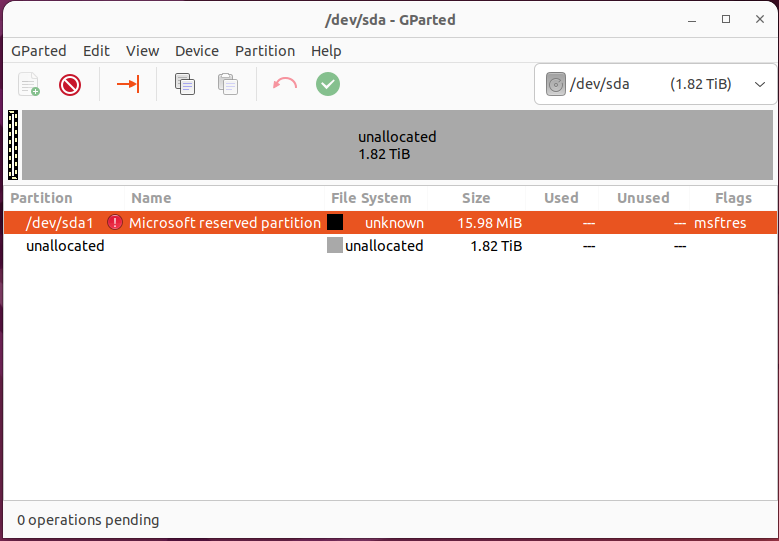 /dev/sda - GParted
GParted Edit View Device Partition Help
/dev/sda (1.82 TiB)
unallocated
1.82 TiB
Partition Name File System Size Used Unused Flags
/dev/sda1 Microsoft reserved partition unknown 15.98 MiB --- --- msftres
unallocated unallocated 1.82 TiB --- ---
0 operations pending